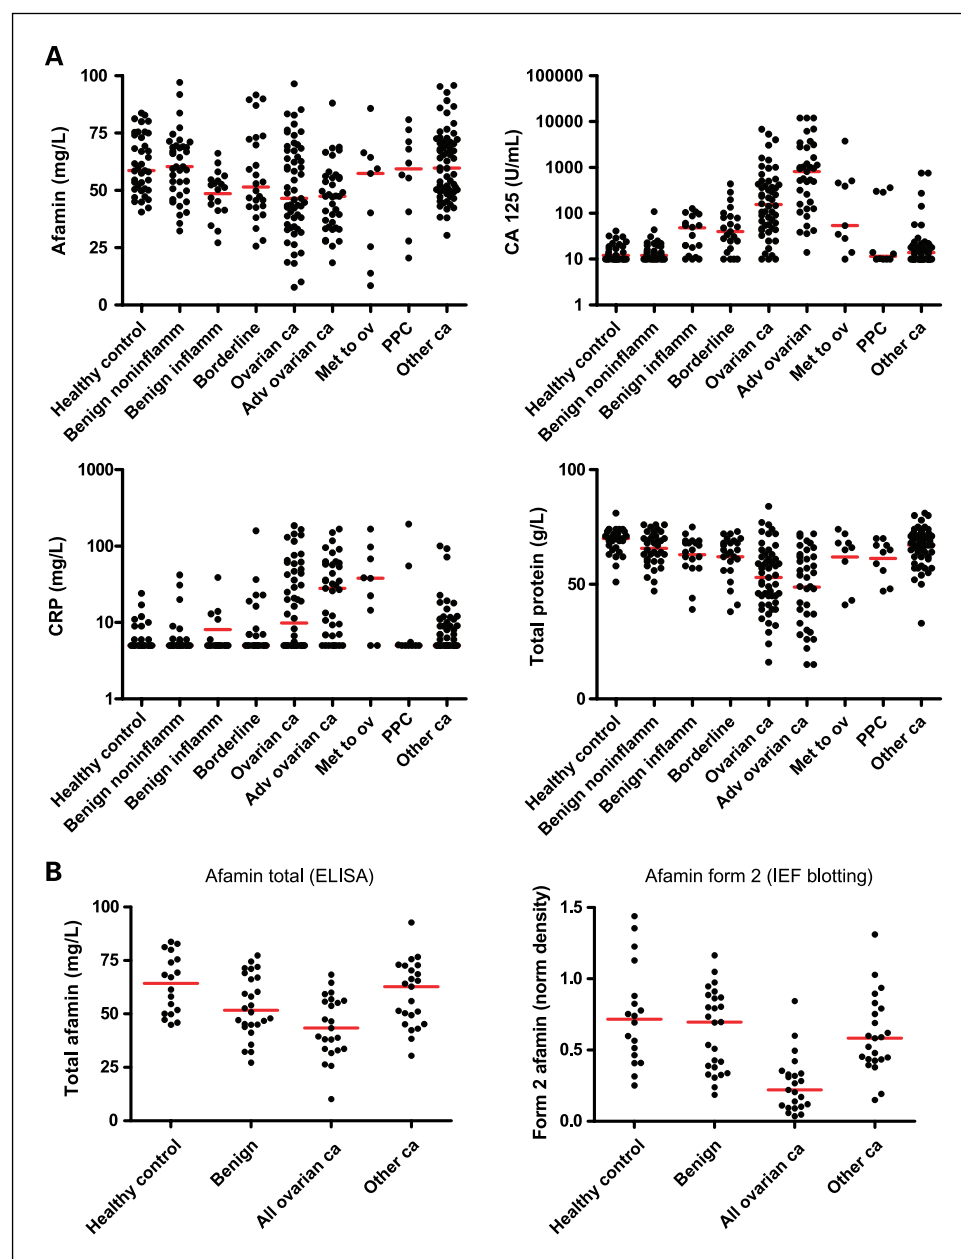 A
Afamin (mg/L)
100
75
50
25
0
Healthy control
Benign noninflamm
Benign inflamm
Borderline
Ovarian ca
Adv ovarian ca
Met to ov
PPC
Other ca
CA 125 (U/mL)
100000
10000
1000
100
10
1
Healthy control
Benign noninflamm
Benign inflamm
Borderline
Ovarian ca
Adv ovarian
Met to ov
PPC
Other ca
CRP (mg/L)
1000
100
10
1
Healthy control
Benign noninflamm
Benign inflamm
Borderline
Ovarian ca
Adv ovarian ca
Met to ov
PPC
Other ca
Total protein (g/L)
100
50
0
Healthy control
Benign noninflamm
Benign inflamm
Borderline
Ovarian ca
Adv ovarian ca
Met to ov
PPC
Other ca
B
Afamin total (ELISA)
Total afamin (mg/L)
100
75
50
25
0
Healthy control
Benign
All ovarian ca
Other ca
Afamin form 2 (IEF blotting)
Form 2 afamin (norm density)
1.5
1.0
0.5
0.0
Healthy control
Benign
All ovarian ca
Other ca